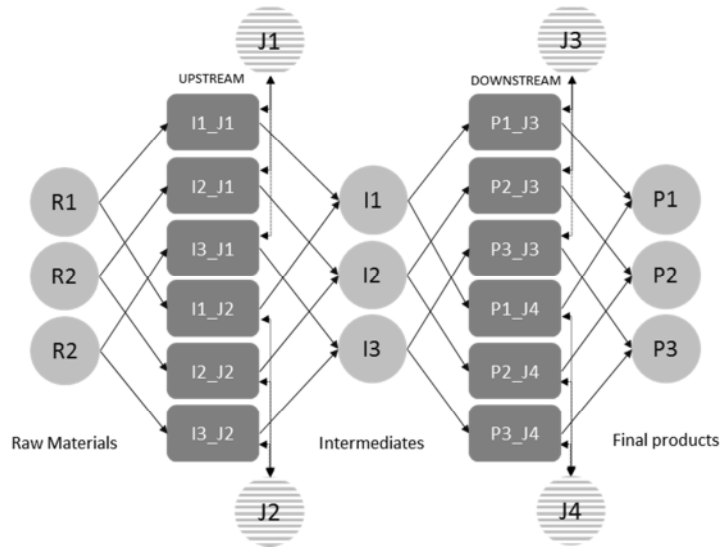 J1
J3
UPSTREAM
DOWNSTREAM
I1_J1
P1_J3
I2_J1
P2_J3
R1
I1
P1
I3_J1
P3_J3
R2
I2
P2
I1_J2
P1_J4
R2
I3
P3
I2_J2
P2_J4
I3_J2
P3_J4
Raw Materials
Intermediates
Final products
J2
J4